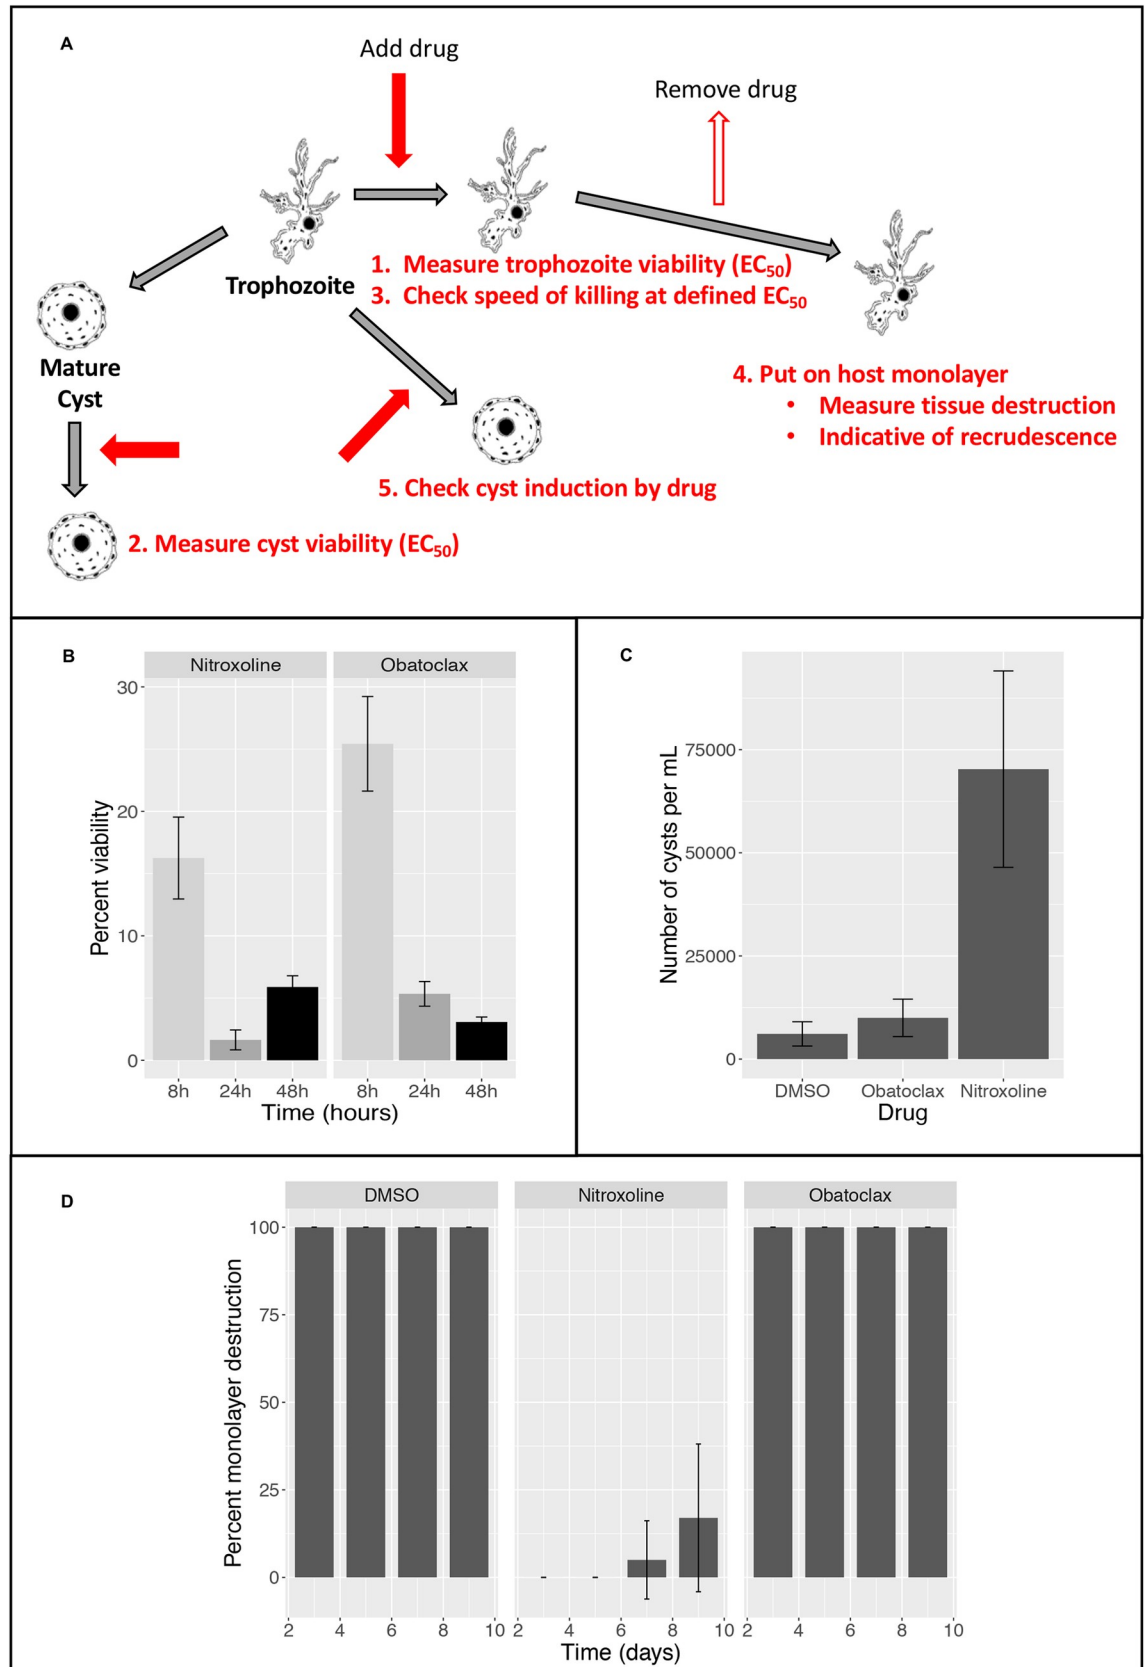 A
Add drug
Remove drug
Trophozoite
1. Measure trophozoite viability (EC50)
3. Check speed of killing at defined EC50
Mature
Cyst
4. Put on host monolayer
• Measure tissue destruction
• Indicative of recrudescence
5. Check cyst induction by drug
2. Measure cyst viability (EC50)
B
Nitroxoline Obatoclax
Percent viability
30
20
10
0
8h 24h 48h 8h 24h 48h
Time (hours)
C
Number of cysts per mL
75000
50000
25000
0
DMSO Obatoclax Nitroxoline
Drug
D
DMSO Nitroxoline Obatoclax
Percent monolayer destruction
100
75
50
25
0
2 4 6 8 10 2 4 6 8 10 2 4 6 8 10
Time (days)